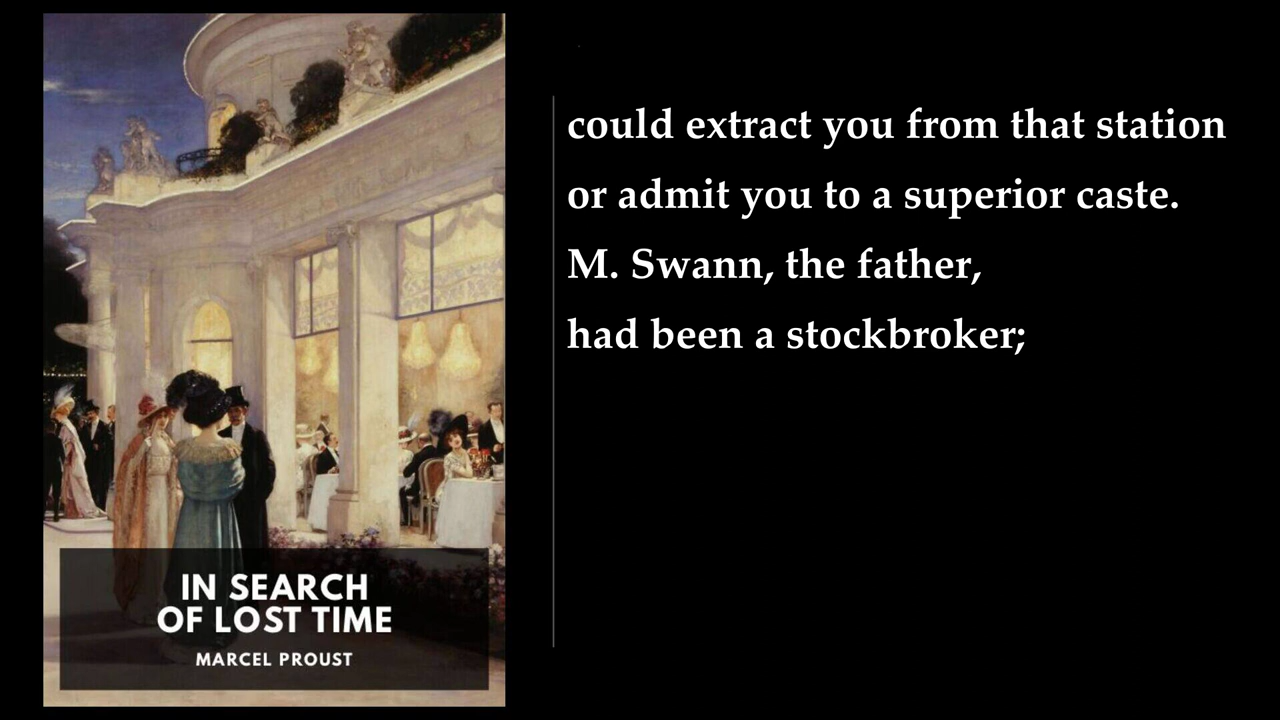 could extract you from that station
or admit you to a superior caste.
M. Swann, the father,
had been a stockbroker;
IN SEARCH
OF LOST TIME
MARCEL PROUST